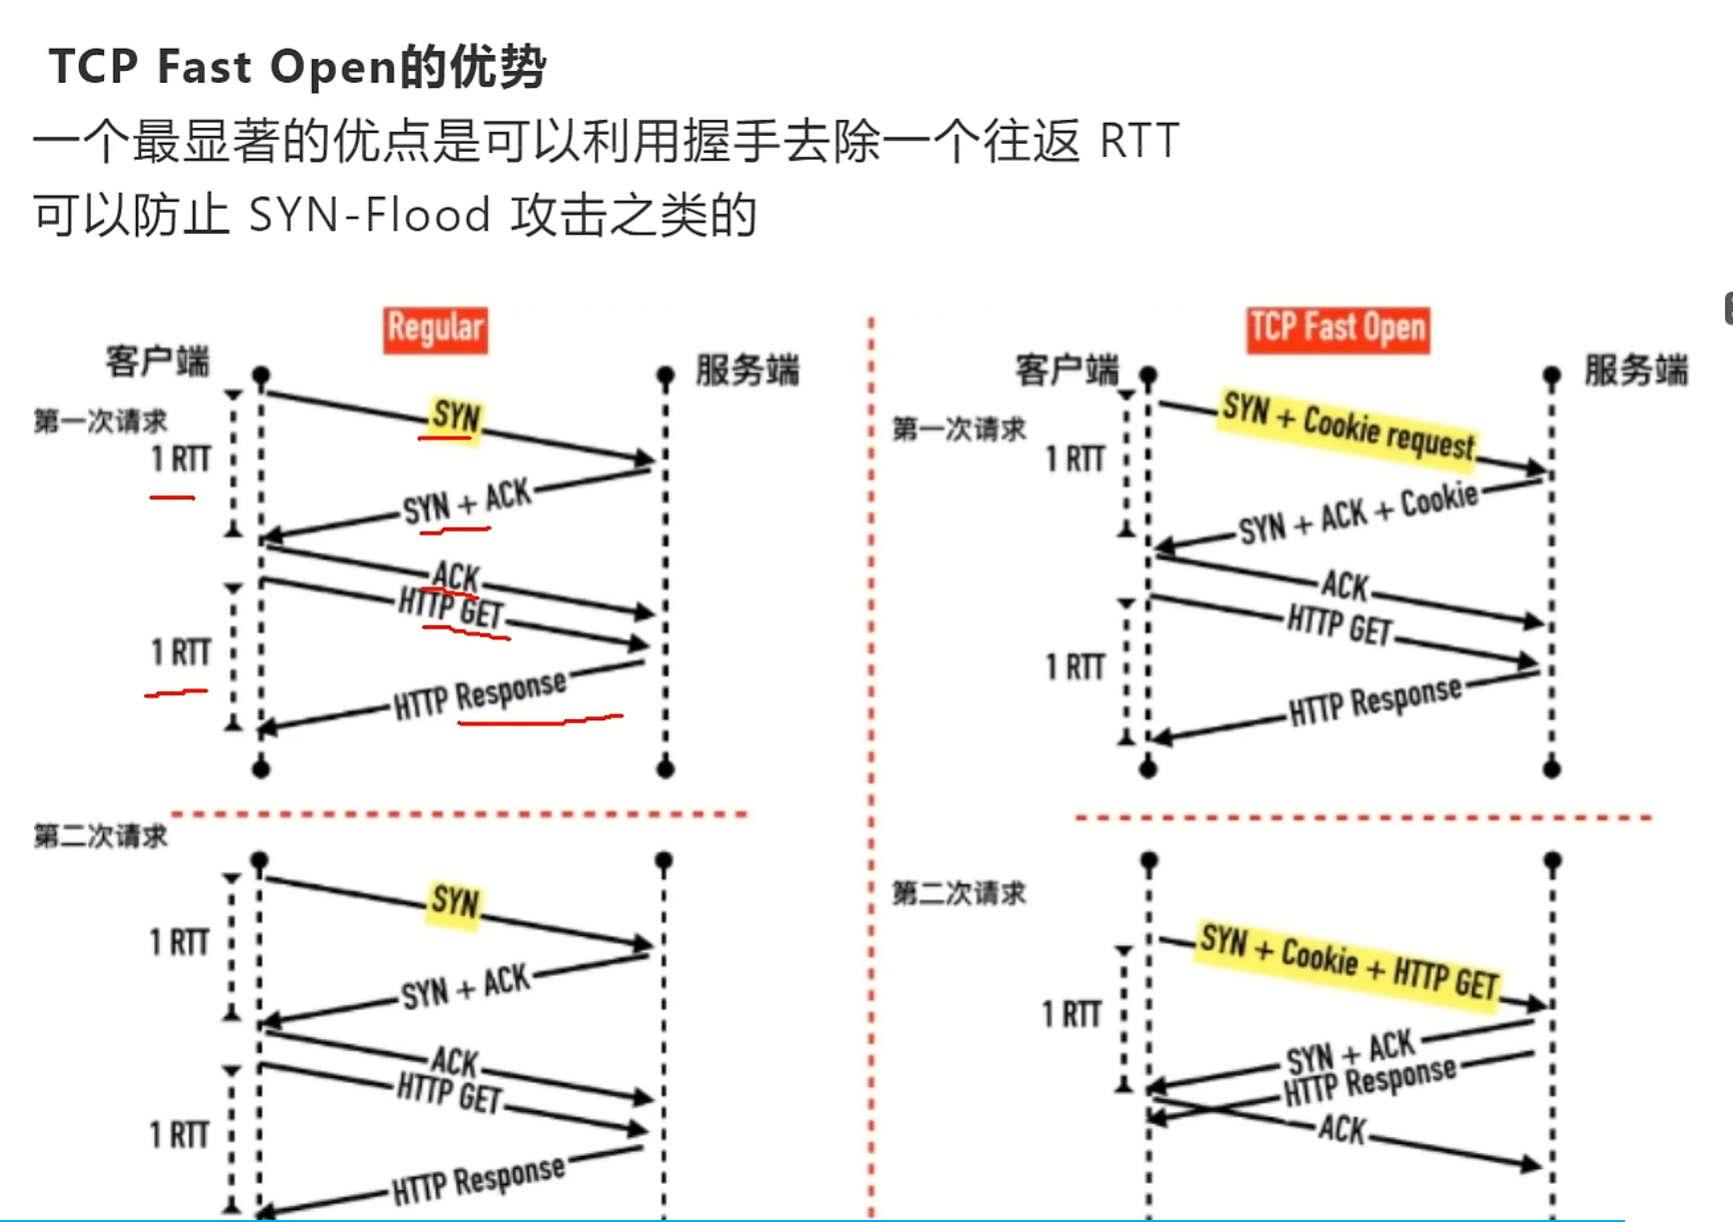 TCP Fast Open的优势
一个最显著的优点是可以利用握手去除一个往返 RTT
可以防止 SYN-Flood 攻击之类的
Regular
客户端
服务端
第一次请求
1 RTT
SYN
SYN + ACK
ACK
HTTP GET
1 RTT
HTTP Response
第二次请求
1 RTT
SYN
SYN + ACK
ACK
HTTP GET
1 RTT
HTTP Response
TCP Fast Open
客户端
服务端
第一次请求
1 RTT
SYN + Cookie request
SYN + ACK + Cookie
ACK
HTTP GET
1 RTT
HTTP Response
第二次请求
SYN + Cookie + HTTP GET
1 RTT
SYN + ACK
HTTP Response
ACK